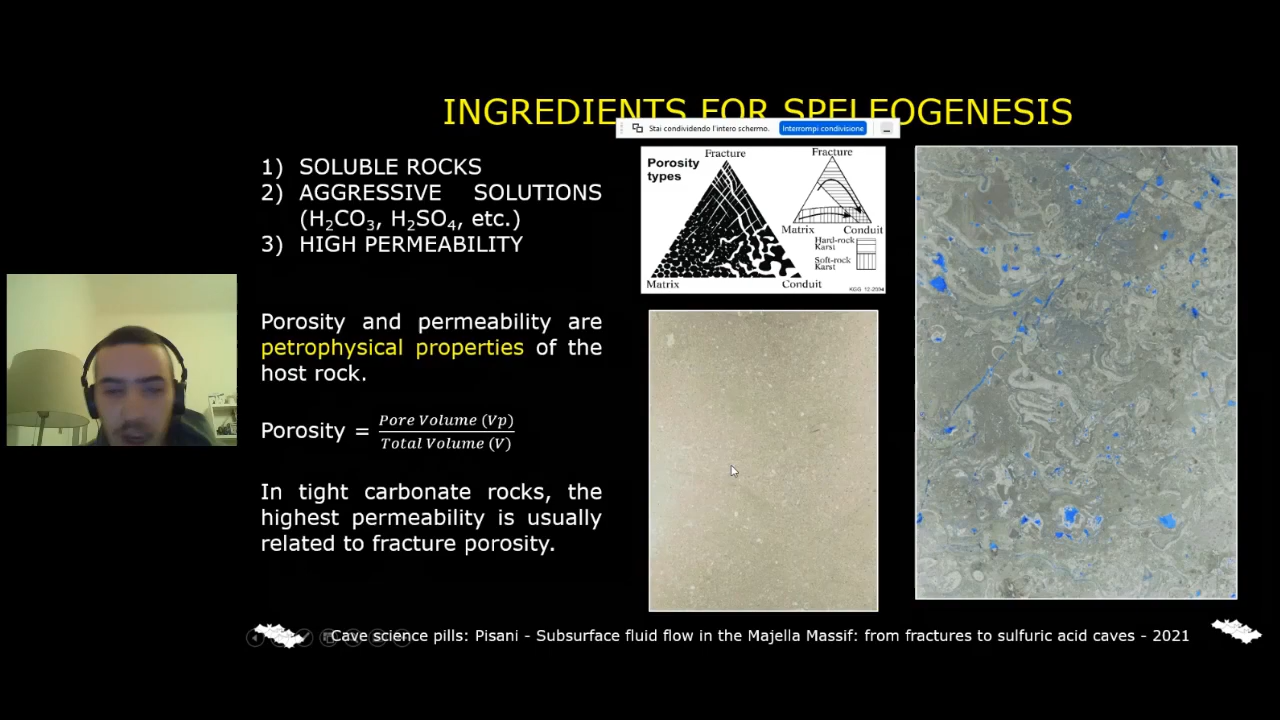 INGREDIENTS FOR SPELEOGENESIS
Stai condividendo l'intero schermo. Interrompi condivisione
1) SOLUBLE ROCKS
2) AGGRESSIVE SOLUTIONS
(H₂CO₃, H₂SO₄, etc.)
3) HIGH PERMEABILITY
Porosity and permeability are
petrophysical properties of the
host rock.
Porosity = Pore Volume (Vp)
Total Volume (V)
In tight carbonate rocks, the
highest permeability is usually
related to fracture porosity.
Porosity
types
Fracture
Matrix
Conduit
Fracture
Matrix
Conduit
Hard-rock
Karst
Soft-rock
Karst
KGG 12-2004
Cave science pills: Pisani - Subsurface fluid flow in the Majella Massif: from fractures to sulfuric acid caves - 2021